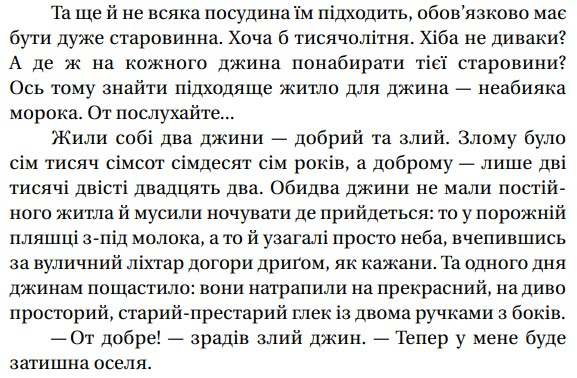 Та ще й не всяка посудина їм підходить, обов’язково має
бути дуже старовинна. Хоча б тисячолітня. Хіба не диваки?
А де ж на кожного джина понабирати тієї старовини?
Ось тому знайти підходяще житло для джина — неабияка
морока. От послухайте...
Жили собі два джини — добрий та злий. Злому було
сім тисяч сімсот сімдесят сім років, а доброму — лише дві
тисячі двісті двадцять два. Обидва джини не мали постій-
ного житла й мусили ночувати де прийдеться: то у порожній
пляшці з-під молока, а то й узагалі просто неба, вчепившись
за вуличний ліхтар догори дриґом, як кажани. Та одного дня
джинам пощастило: вони натрапили на прекрасний, на диво
просторий, старий-престарий глек із двома ручками з боків.
— От добре! — зрадів злий джин. — Тепер у мене буде
затишна оселя.